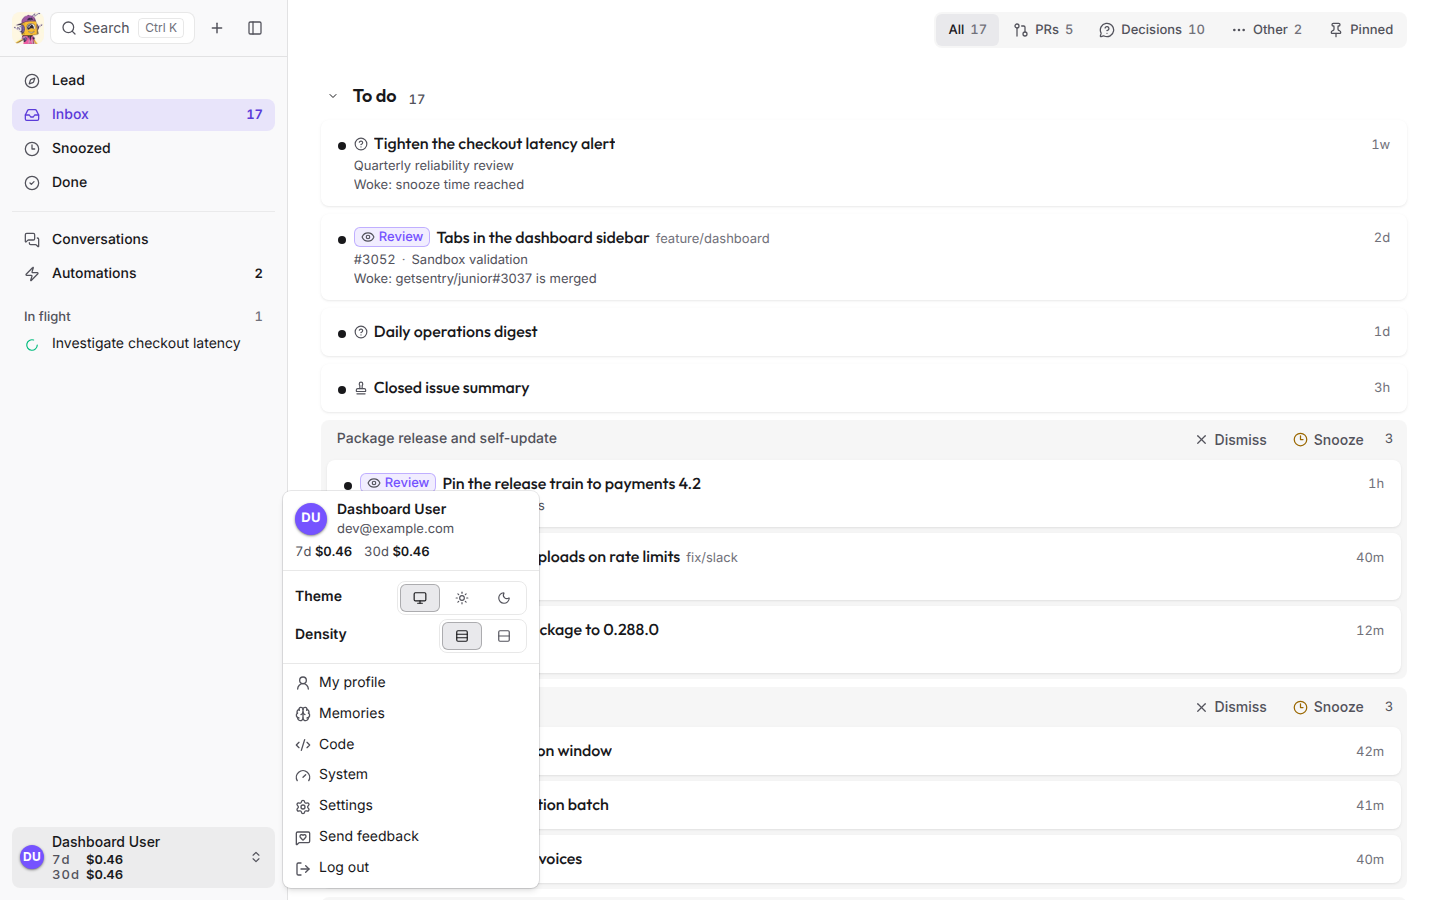 Search Ctrl K
Lead
Inbox 17
Snoozed
Done
Conversations
Automations 2
In flight 1
Investigate checkout latency
DU Dashboard User
7d $0.46
30d $0.46
All 17 PRs 5 Decisions 10 Other 2 Pinned
To do 17
Tighten the checkout latency alert 1w
Quarterly reliability review
Woke: snooze time reached
Review Tabs in the dashboard sidebar feature/dashboard 2d
#3052 · Sandbox validation
Woke: getsentry/junior#3037 is merged
Daily operations digest 1d
Closed issue summary 3h
Package release and self-update Dismiss Snooze 3
Review Pin the release train to payments 4.2 1h
s
ploads on rate limits fix/slack 40m
ckage to 0.288.0 12m
Dismiss Snooze 3
on window 42m
tion batch 41m
voices 40m
DU Dashboard User
dev@example.com
7d $0.46 30d $0.46
Theme
Density
My profile
Memories
Code
System
Settings
Send feedback
Log out